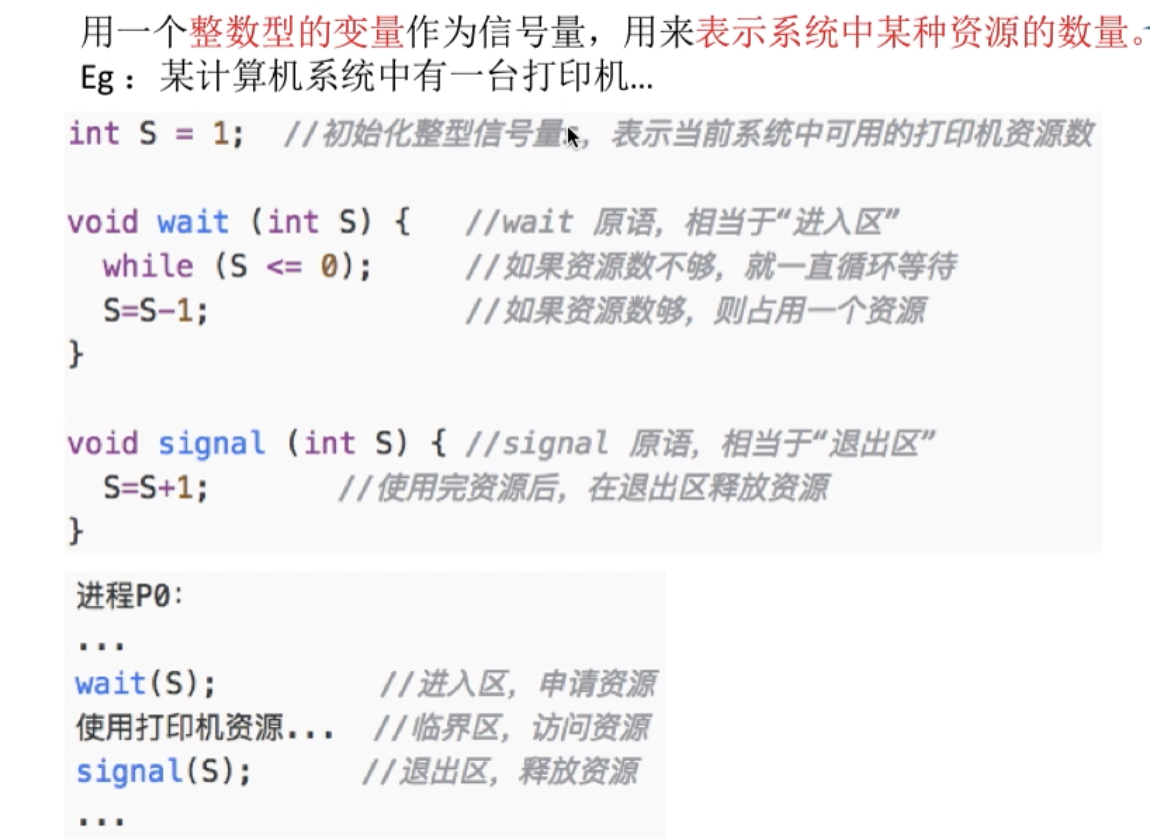 用一个整数型的变量作为信号量，用来表示系统中某种资源的数量。
Eg：某计算机系统中有一台打印机...
int S = 1;  //初始化整型信号量s，表示当前系统中可用的打印机资源数
void wait (int S) {  //wait 原语，相当于“进入区”
while (S <= 0);  //如果资源数不够，就一直循环等待
S=S-1;  //如果资源数够，则占用一个资源
}
void signal (int S) { //signal 原语，相当于“退出区”
S=S+1;  //使用完资源后，在退出区释放资源
}
进程P0:
...
wait(S);  //进入区，申请资源
使用打印机资源...  //临界区，访问资源
signal(S);  //退出区，释放资源
...